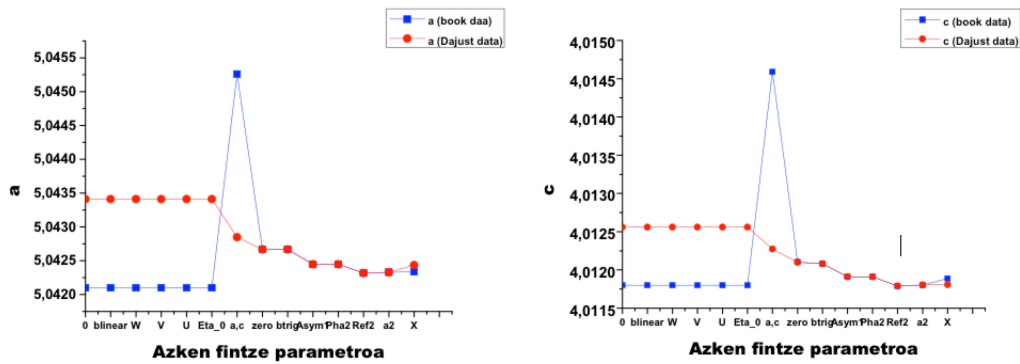 a (book daa)
a (Dajust data)
5,0455
5,0450
5,0445
5,0440
5,0435
5,0430
5,0425
5,0420
a
0 blinear W V U Eta_0 a,c zero btrig Asym1 Pha2 Ref2 a2 X
Azken fintze parametroa
c (book data)
c (Dajust data)
4,0150
4,0145
4,0140
4,0135
4,0130
4,0125
4,0120
4,0115
c
0 blinear W V U Eta_0 a,c zero btrig Asym1 Pha2 Ref2 a2 X
Azken fintze parametroa